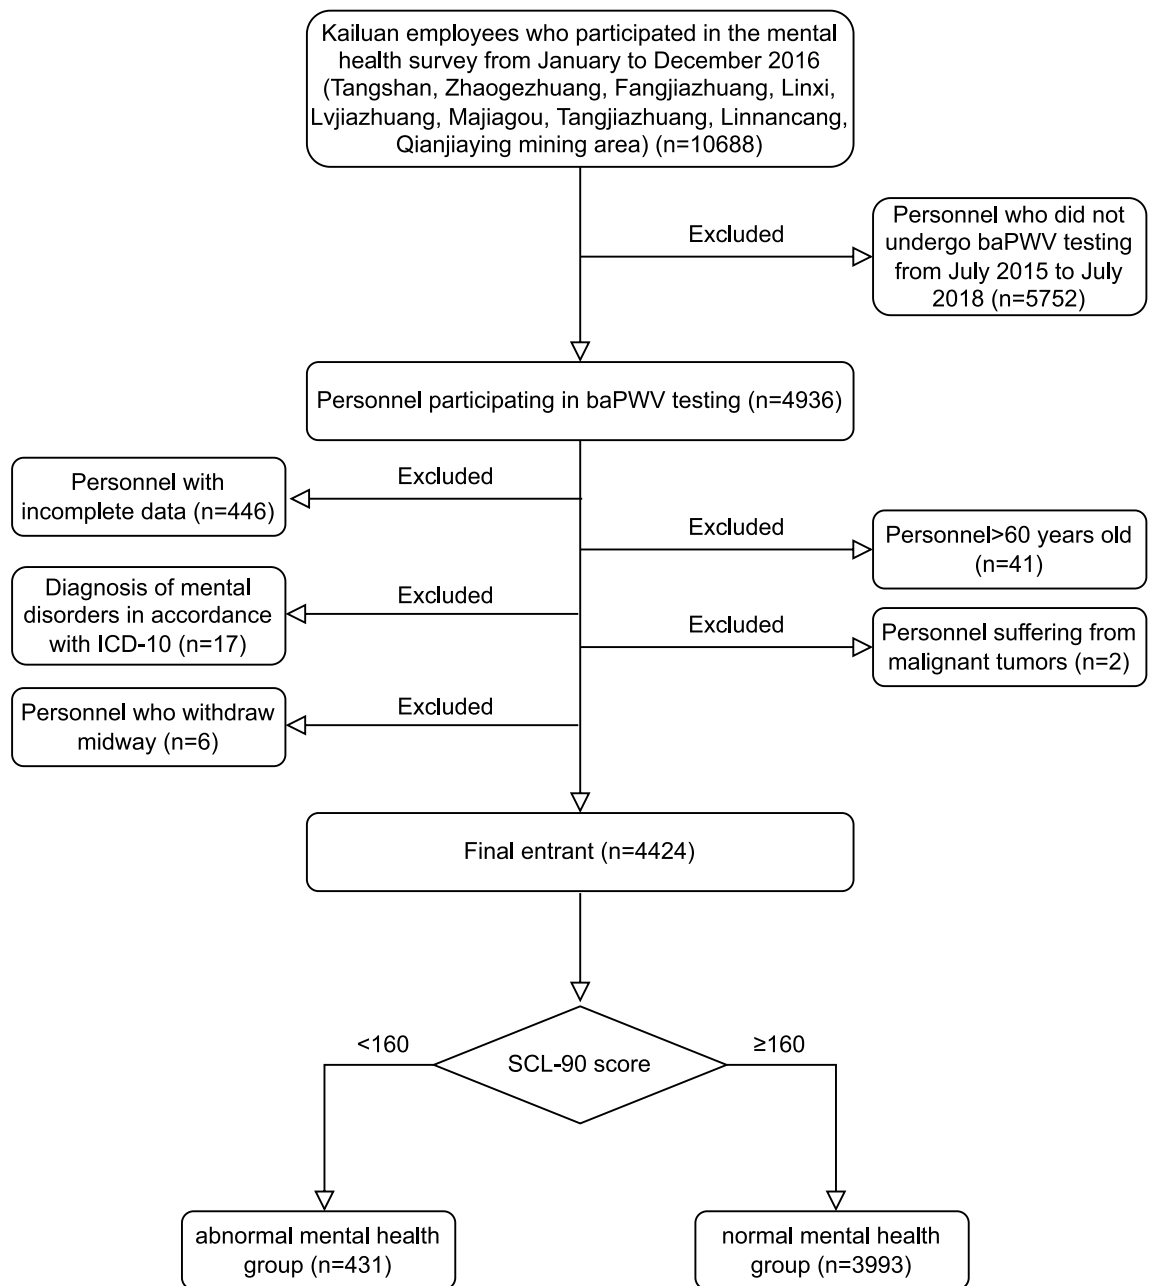 Kailuan employees who participated in the mental
health survey from January to December 2016
(Tangshan, Zhaogezhuang, Fangjiazhuang, Linxi,
Lvjiazhuang, Majiagou, Tangjiazhuang, Linnancang,
Qianjiaying mining area) (n=10688)
Excluded
Personnel who did not
undergo baPWV testing
from July 2015 to July
2018 (n=5752)
Personnel participating in baPWV testing (n=4936)
Excluded
Personnel with
incomplete data (n=446)
Excluded
Personnel>60 years old
(n=41)
Excluded
Diagnosis of mental
disorders in accordance
with ICD-10 (n=17)
Excluded
Personnel suffering from
malignant tumors (n=2)
Excluded
Personnel who withdraw
midway (n=6)
Final entrant (n=4424)
<160
SCL-90 score
≥160
abnormal mental health
group (n=431)
normal mental health
group (n=3993)